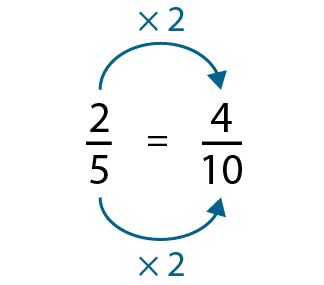 × 2
2/5 = 4/10
× 2